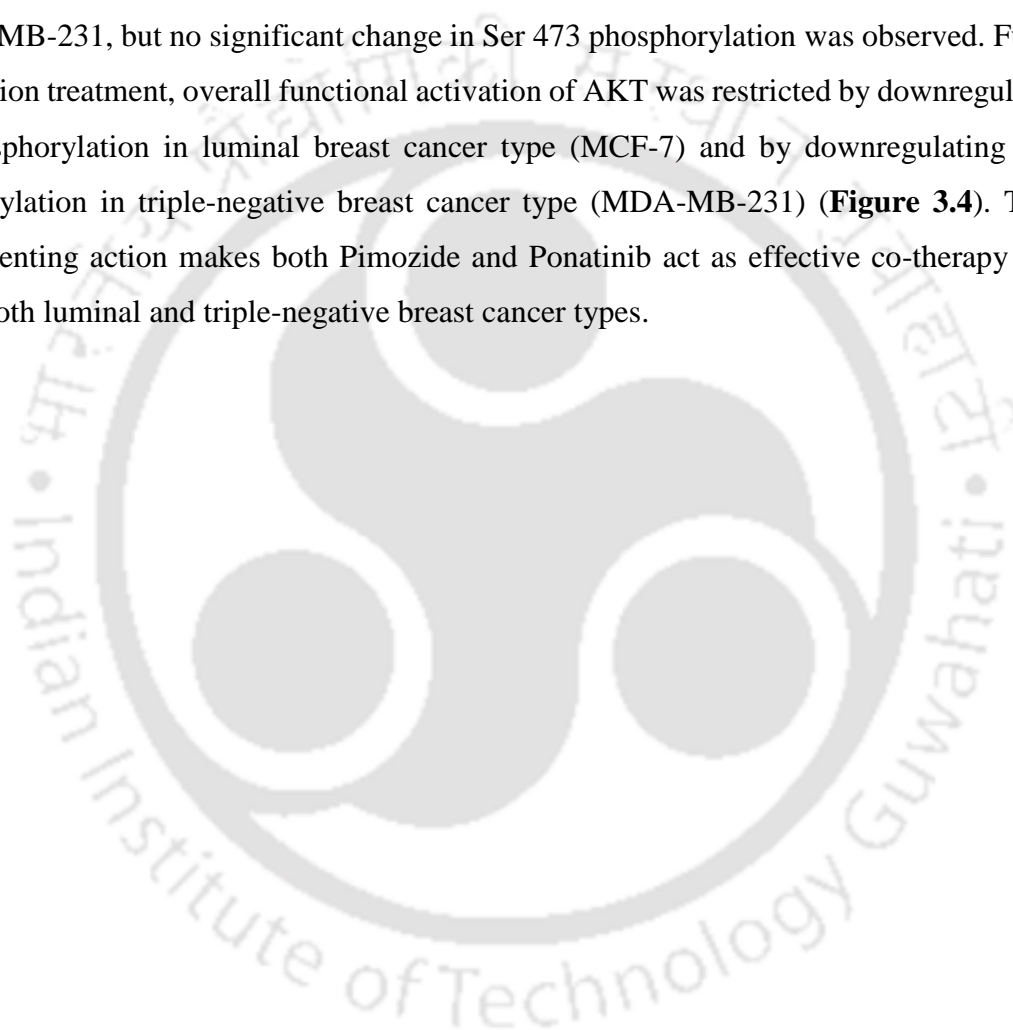 MB-231, but no significant change in Ser 473 phosphorylation was observed. F
ion treatment, overall functional activation of AKT was restricted by downregul
sphorylation in luminal breast cancer type (MCF-7) and by downregulating
ylation in triple-negative breast cancer type (MDA-MB-231) (Figure 3.4). T
enting action makes both Pimozide and Ponatinib act as effective co-therapy
oth luminal and triple-negative breast cancer types.
Indian Institute of Technology Guwahati